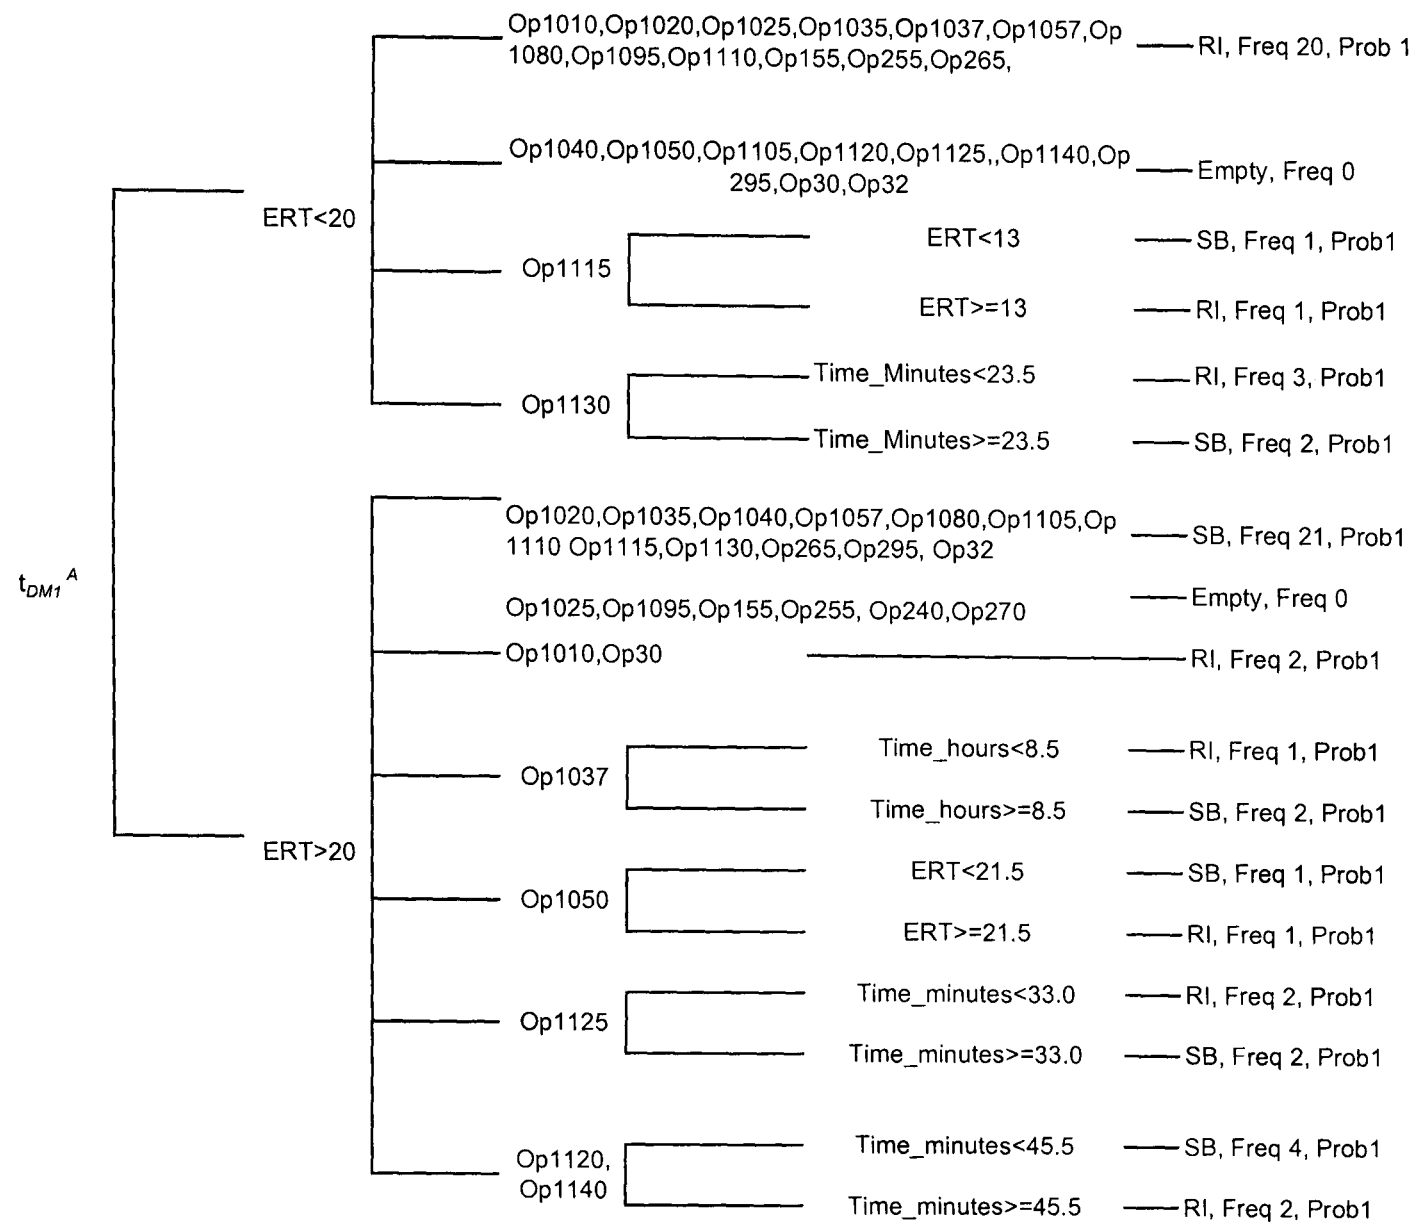 Op1010,Op1020,Op1025,Op1035,Op1037,Op1057,Op
1080,Op1095,Op1110,Op155,Op255,Op265,
RI, Freq 20, Prob 1
Op1040,Op1050,Op1105,Op1120,Op1125,,Op1140,Op
295,Op30,Op32
Empty, Freq 0
ERT<20
Op1115
ERT<13
SB, Freq 1, Prob1
ERT>=13
RI, Freq 1, Prob1
Op1130
Time_Minutes<23.5
RI, Freq 3, Prob1
Time_Minutes>=23.5
SB, Freq 2, Prob1
tDM1A
Op1020,Op1035,Op1040,Op1057,Op1080,Op1105,Op
1110 Op1115,Op1130,Op265,Op295, Op32
SB, Freq 21, Prob1
Op1025,Op1095,Op155,Op255, Op240,Op270
Empty, Freq 0
Op1010,Op30
RI, Freq 2, Prob1
ERT>20
Op1037
Time_hours<8.5
RI, Freq 1, Prob1
Time_hours>=8.5
SB, Freq 2, Prob1
Op1050
ERT<21.5
SB, Freq 1, Prob1
ERT>=21.5
RI, Freq 1, Prob1
Op1125
Time_minutes<33.0
RI, Freq 2, Prob1
Time_minutes>=33.0
SB, Freq 2, Prob1
Op1120,
Op1140
Time_minutes<45.5
SB, Freq 4, Prob1
Time_minutes>=45.5
RI, Freq 2, Prob1